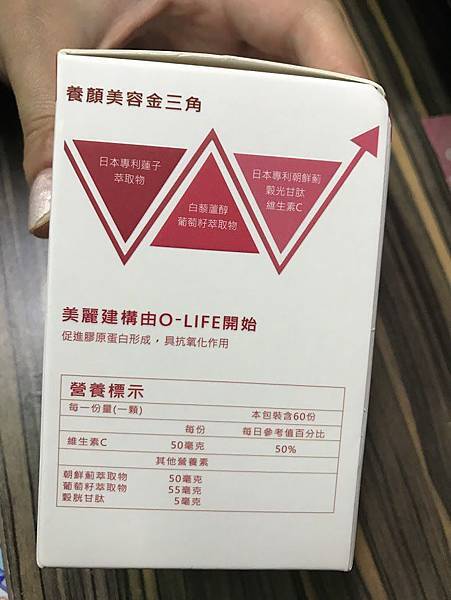 養顏美容金三角
日本專利蓮子
萃取物
白藜蘆醇
葡萄籽萃取物
日本專利朝鮮薊
穀光甘肽
維生素C
美麗建構由O-LIFE開始
促進膠原蛋白形成，具抗氧化作用
營養標示
每一份量(一顆) 本包裝含60份
每份 每日參考值百分比
維生素C 50毫克 50%
其他營養素
朝鮮薊萃取物 50毫克
葡萄籽萃取物 55毫克
穀胱甘肽 5毫克